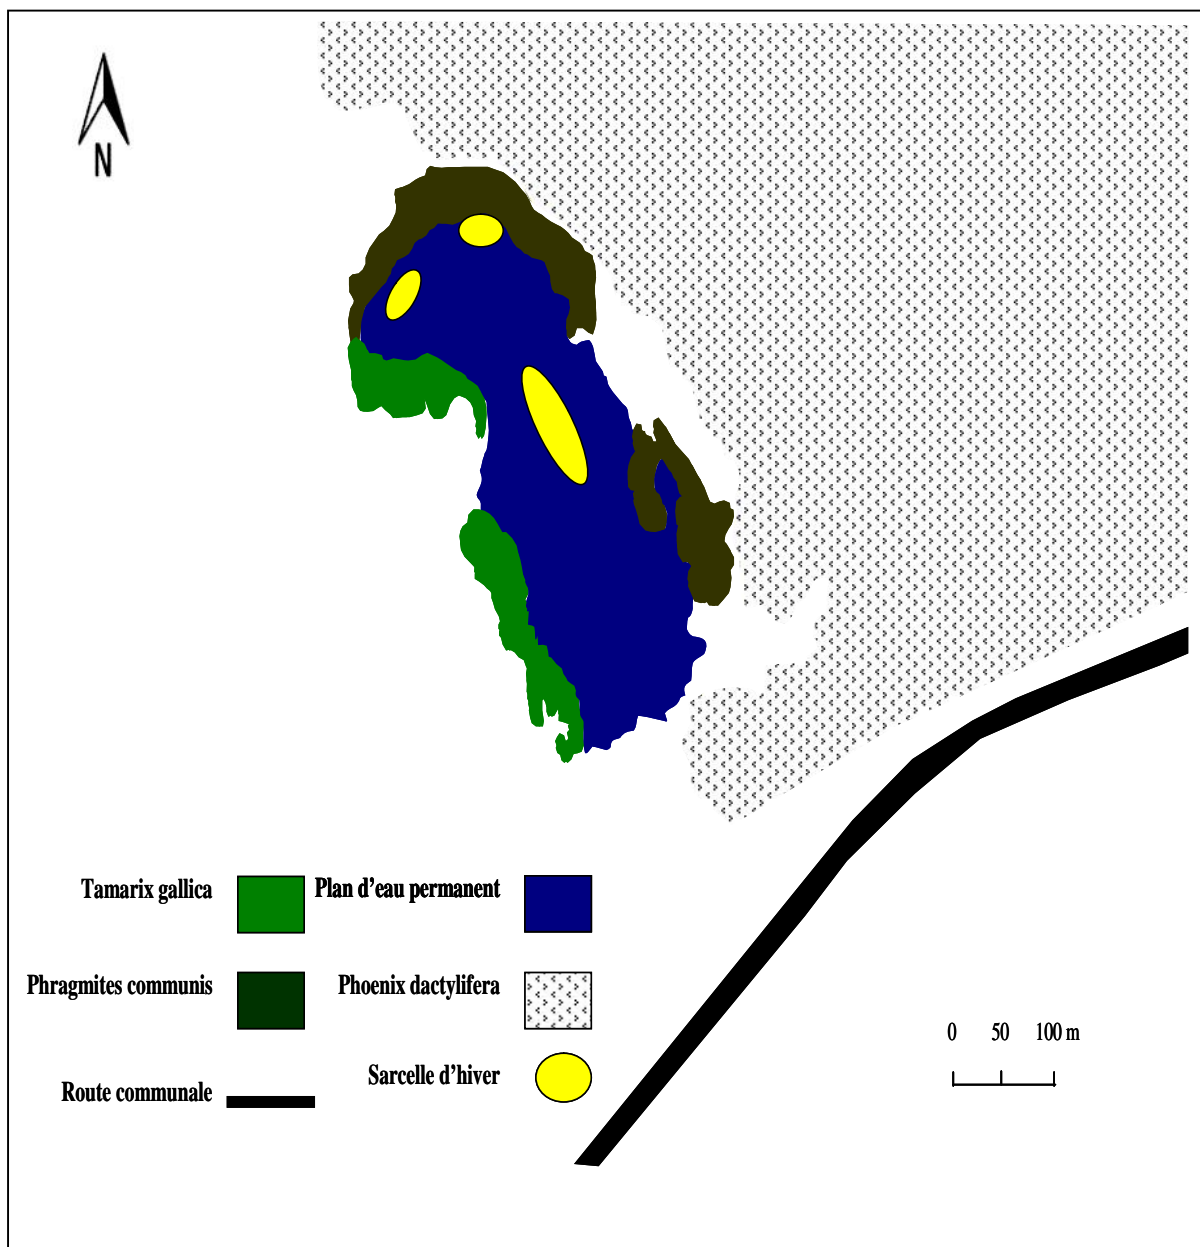 N
Tamarix gallica
Plan d'eau permanent
Phragmites communis
Phoenix dactylifera
Route communale
Sarcelle d'hiver
0 50 100 m